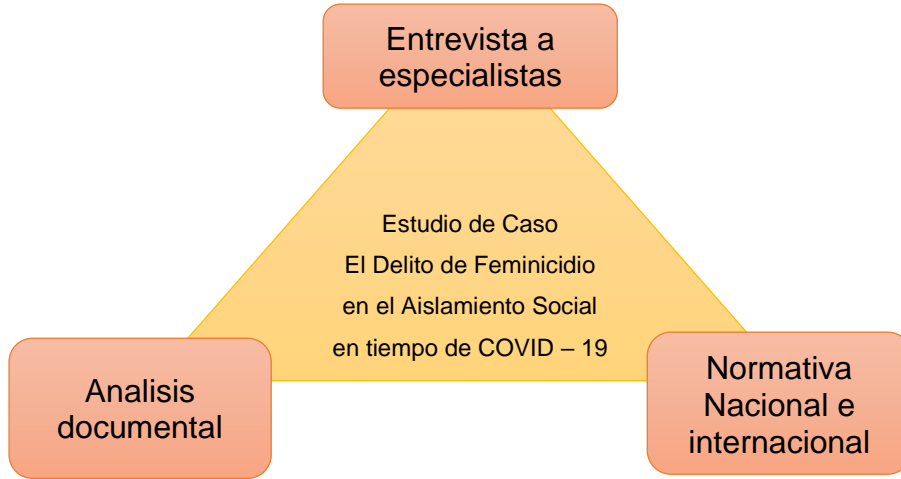 Entrevista a
especialistas
Estudio de Caso
El Delito de Feminicidio
en el Aislamiento Social
en tiempo de COVID – 19
Analisis
documental
Normativa
Nacional e
internacional